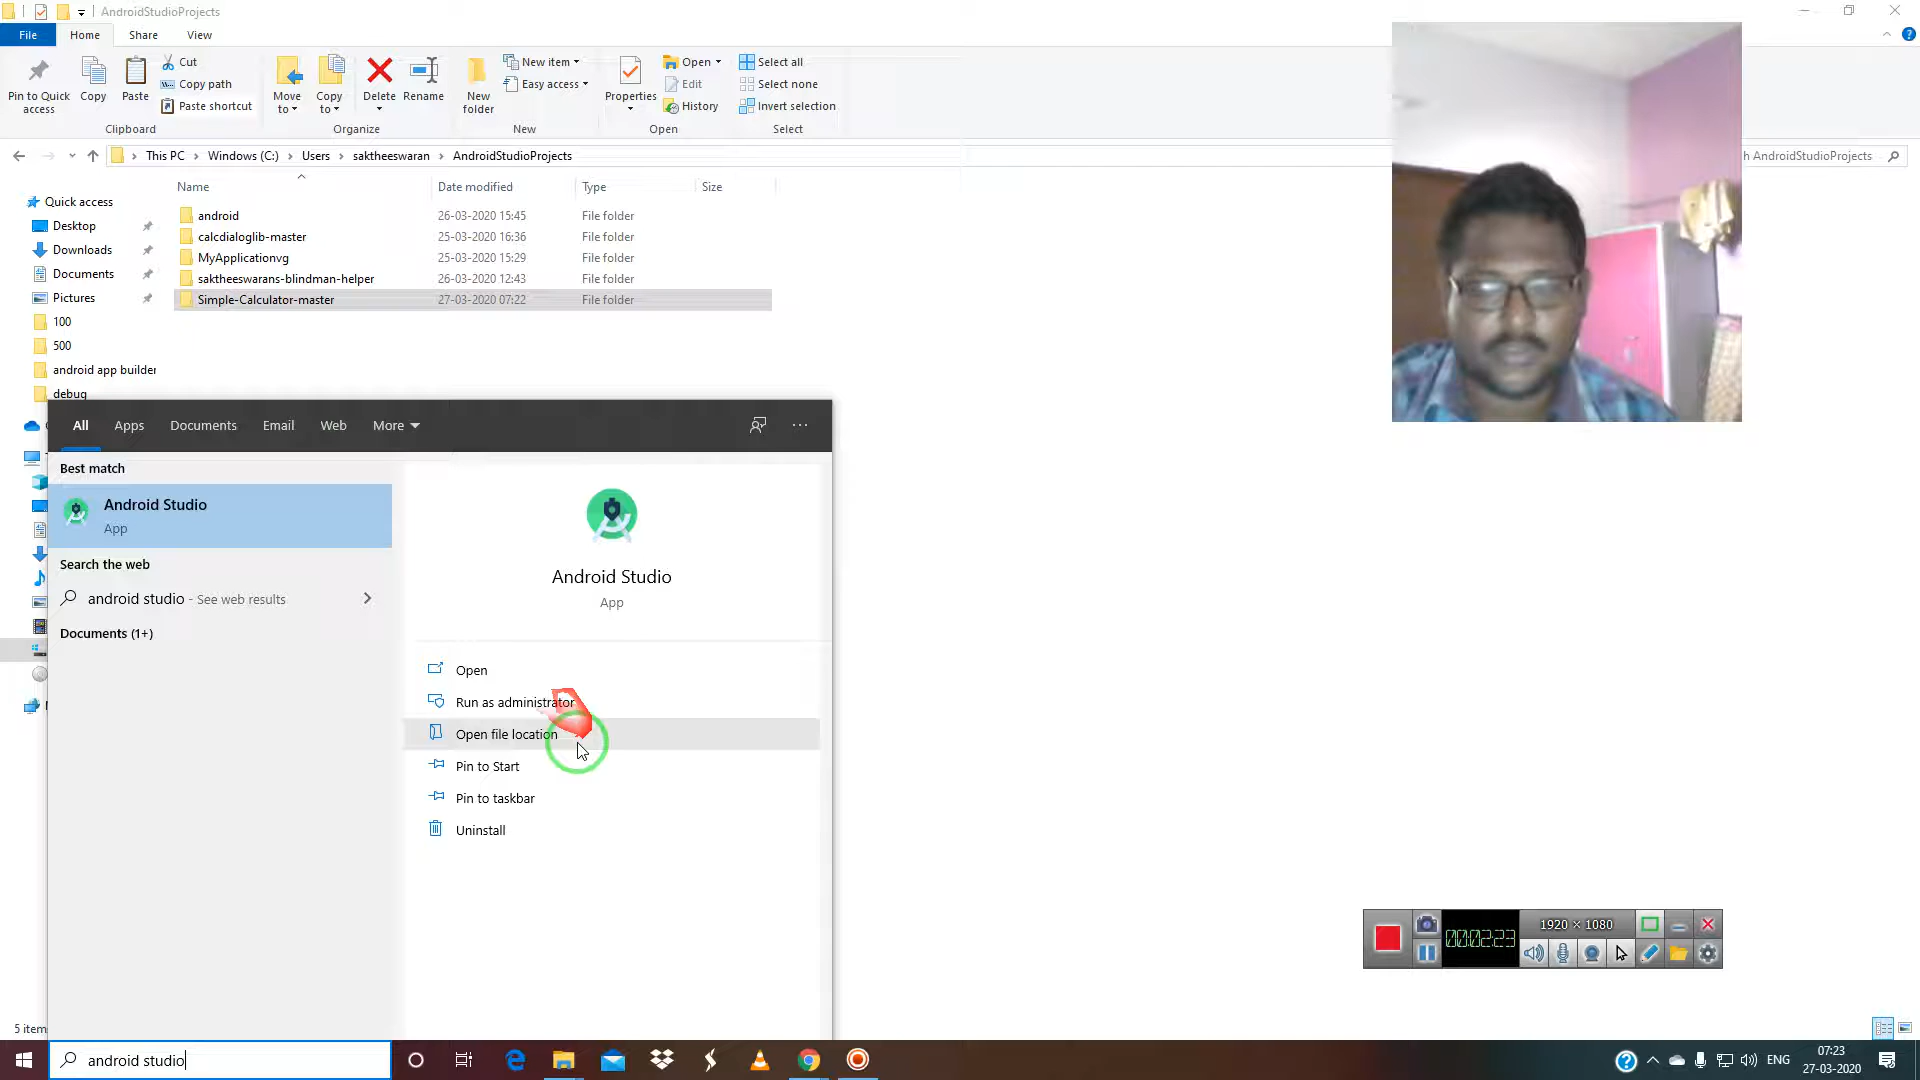 AndroidStudioProjects
File Home Share View
Pin to Quick access
Copy
Paste
Cut
Copy path
Paste shortcut
Clipboard
Move to
Copy to
Delete
Rename
Organize
New folder
New item
Easy access
New
Properties
Open
Edit
History
Open
Select all
Select none
Invert selection
Select
This PC > Windows (C:) > Users > saktheeswaran > AndroidStudioProjects
h AndroidStudioProjects
Name Date modified Type Size
android 26-03-2020 15:45 File folder
calcdialoglib-master 25-03-2020 16:36 File folder
MyApplicationvg 25-03-2020 15:29 File folder
saktheeswarans-blindman-helper 26-03-2020 12:43 File folder
Simple-Calculator-master 27-03-2020 07:22 File folder
Quick access
Desktop
Downloads
Documents
Pictures
100
500
android app builder
debug
All Apps Documents Email Web More
Best match
Android Studio
App
Search the web
android studio - See web results
Documents (1+)
Android Studio
App
Open
Run as administrator
Open file location
Pin to Start
Pin to taskbar
Uninstall
00:02:23
1920 × 1080
5 item
android studio
ENG
07:23
27-03-2020